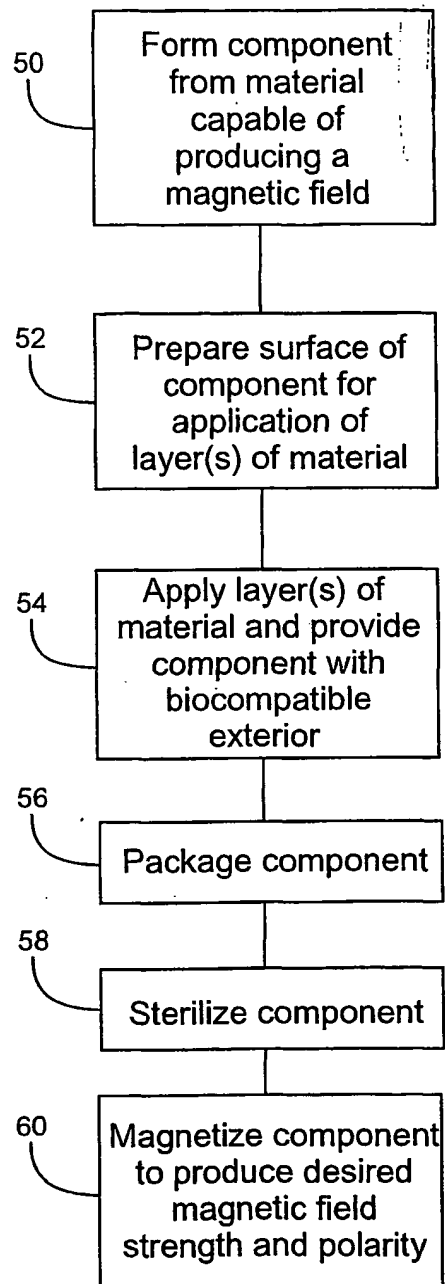 50
Form component
from material
capable of
producing a
magnetic field
52
Prepare surface of
component for
application of
layer(s) of material
54
Apply layer(s) of
material and provide
component with
biocompatible
exterior
56
Package component
58
Sterilize component
60
Magnetize component
to produce desired
magnetic field
strength and polarity